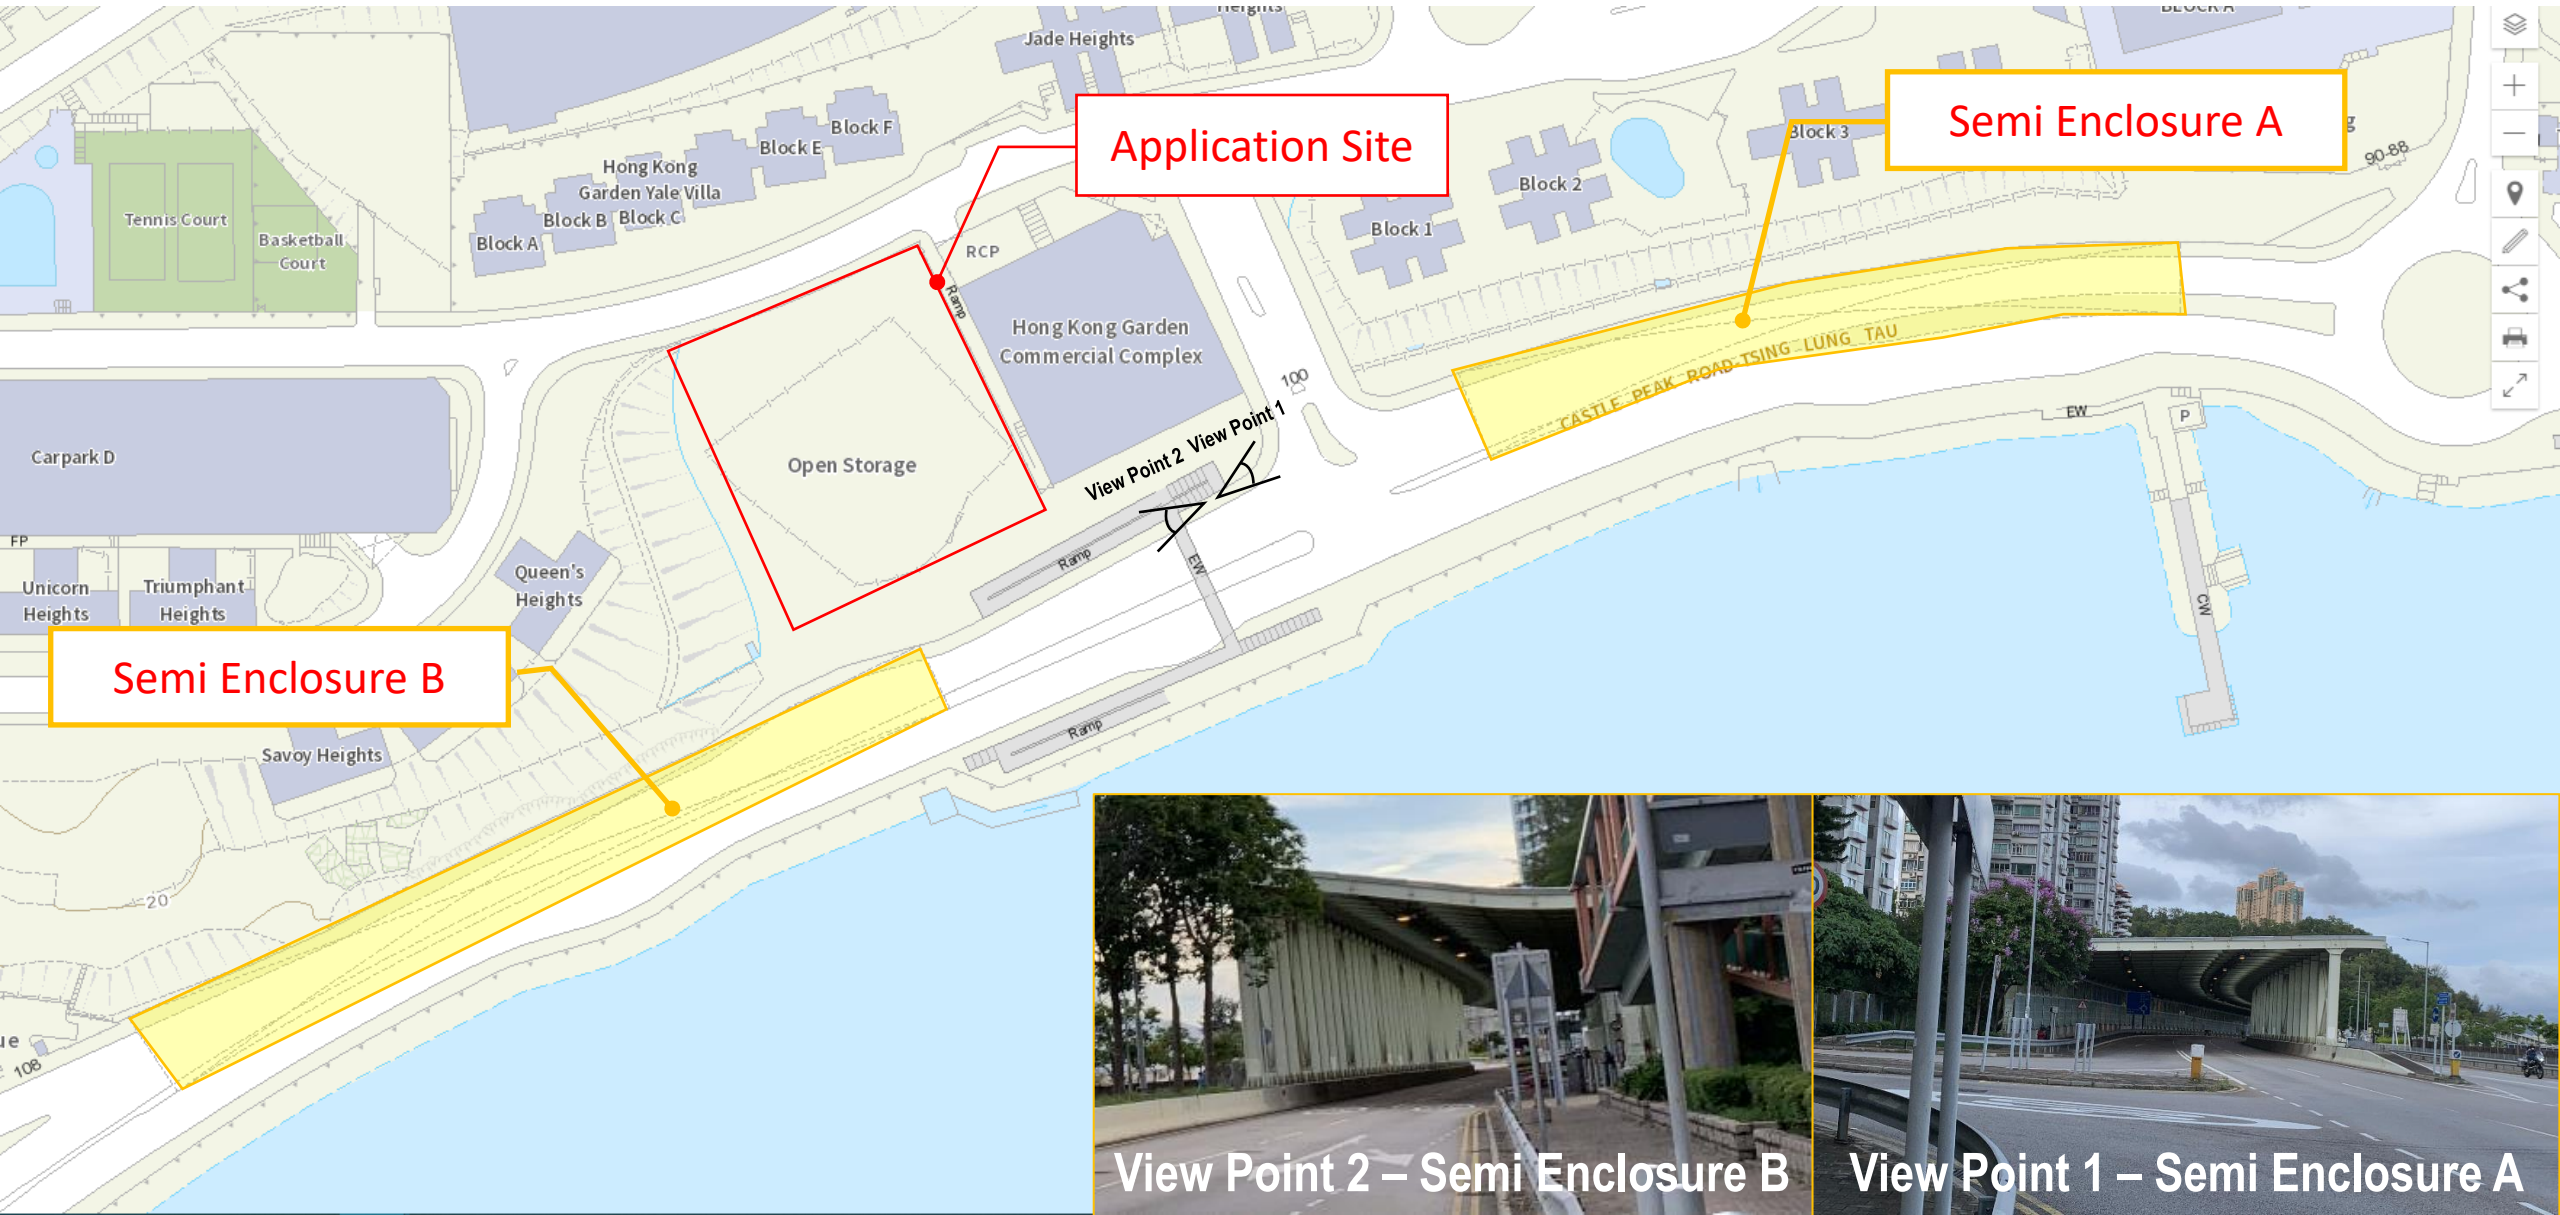 Heights
BLOCK A
Jade Heights
Application Site
Semi Enclosure A
Block F
Block E
Hong Kong
Garden Yale Villa
Block C
Block B
Block A
Block 3
Block 2
Block 1
90-88
Tennis Court
Basketball
Court
RCP
Ramp
Hong Kong Garden
Commercial Complex
100
CASTLE PEAK ROAD-TSING LUNG TAU
EW
P
View Point 1
View Point 2
Open Storage
Carpark D
FP
Unicorn
Heights
Triumphant
Heights
Queen's
Heights
Ramp
EW
CW
Semi Enclosure B
Savoy Heights
Ramp
20
108
View Point 2 – Semi Enclosure B
View Point 1 – Semi Enclosure A